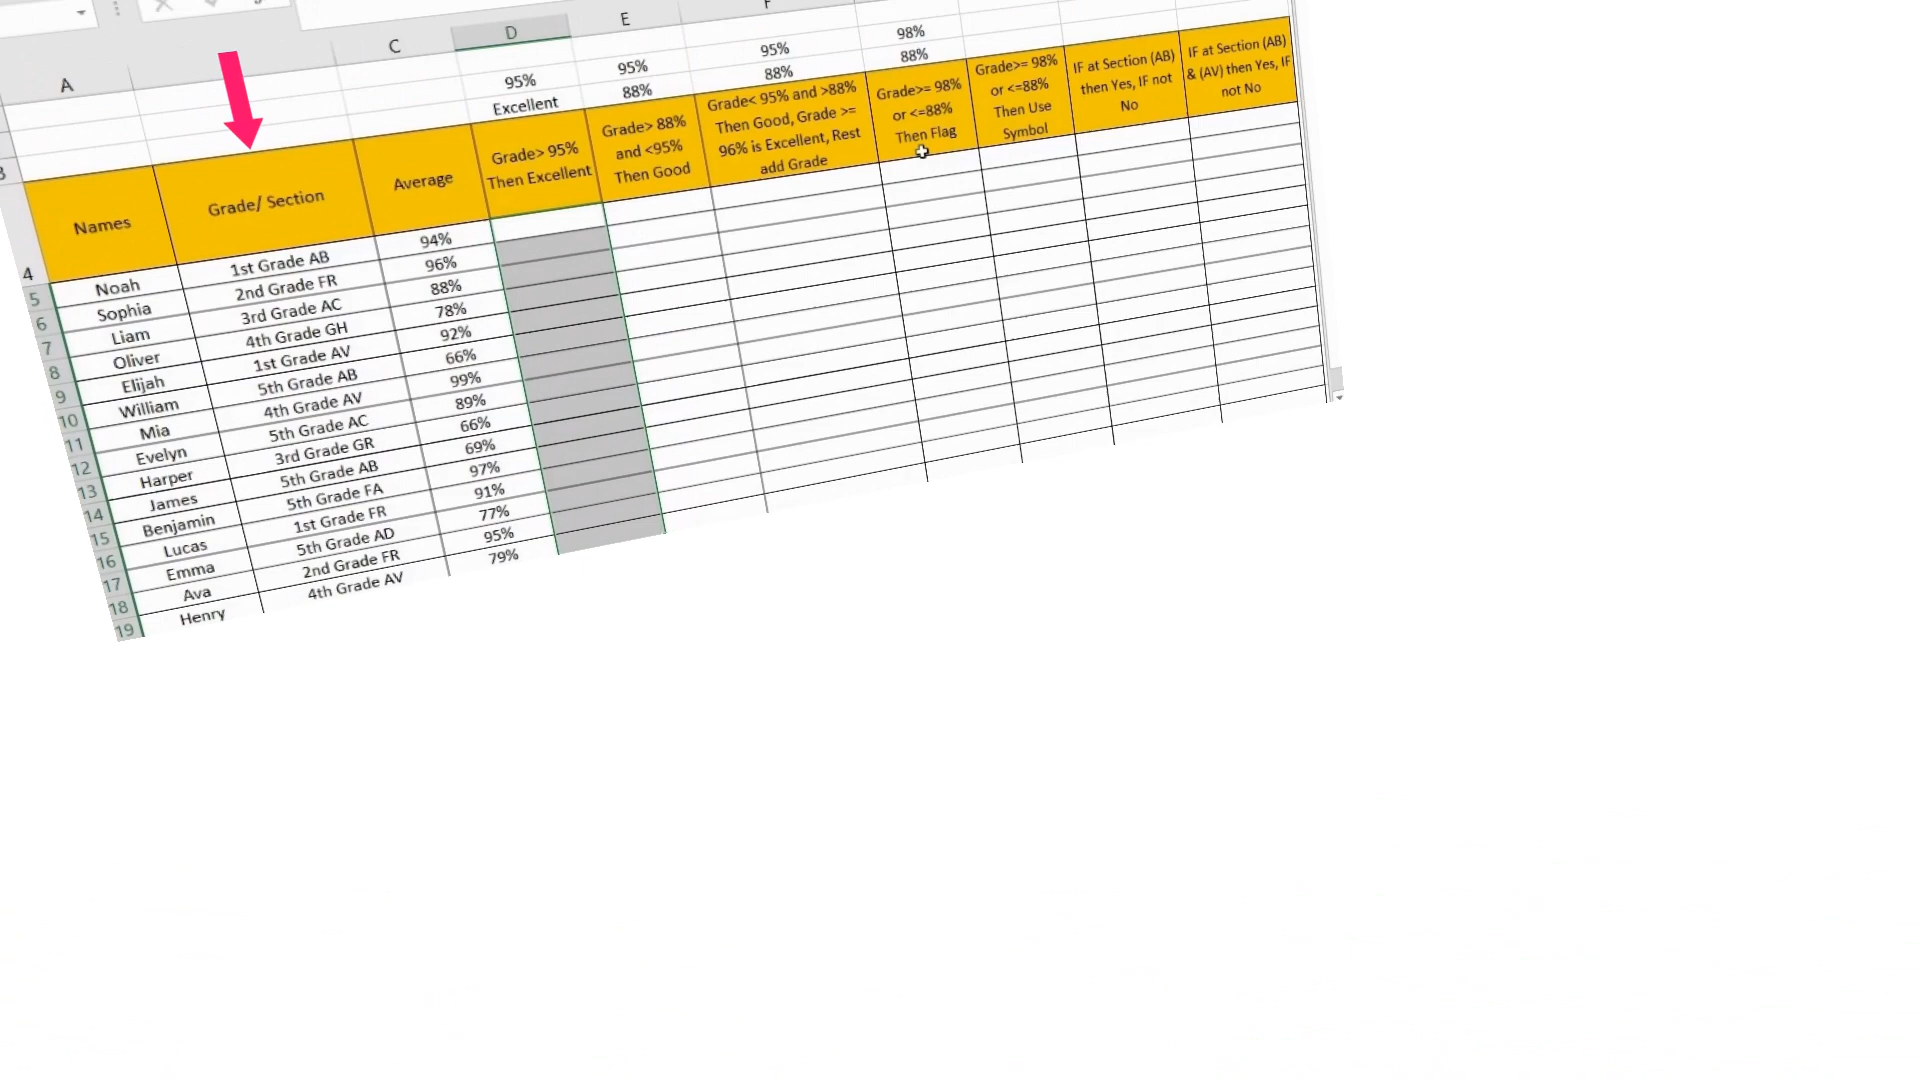 A C D E F
98%
95% 95% 95% 88%
Excellent 88% 88%
3
Names
Grade/ Section
Average
Grade> 95%
Then Excellent
Grade> 88%
and <95%
Then Good
Grade< 95% and >88%
Then Good, Grade >=
96% is Excellent, Rest
add Grade
Grade>= 98%
or <=88%
Then Flag
Grade>= 98%
or <=88%
Then Use
Symbol
IF at Section (AB)
then Yes, IF not
No
IF at Section (AB)
& (AV) then Yes, IF
not No
4
5 Noah 1st Grade AB 94%
6 Sophia 2nd Grade FR 96%
7 Liam 3rd Grade AC 88%
8 Oliver 4th Grade GH 78%
9 Elijah 1st Grade AV 92%
10 William 5th Grade AB 66%
11 Mia 4th Grade AV 99%
12 Evelyn 5th Grade AC 89%
13 Harper 3rd Grade GR 66%
14 James 5th Grade AB 69%
15 Benjamin 5th Grade FA 97%
16 Lucas 1st Grade FR 91%
17 Emma 5th Grade AD 77%
18 Ava 2nd Grade FR 95%
19 Henry 4th Grade AV 79%